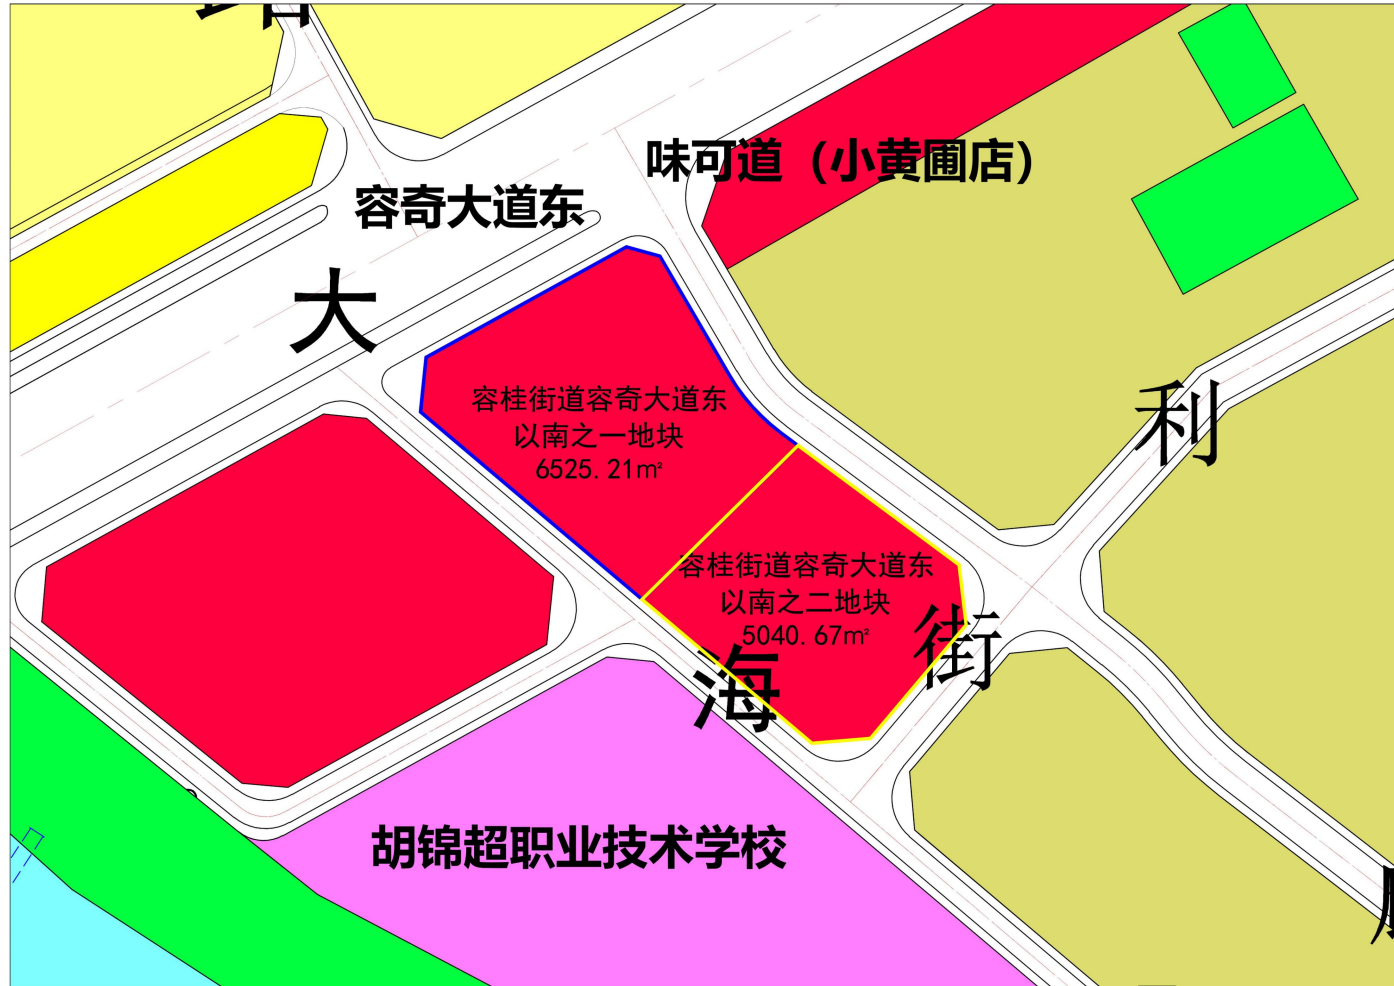 味可道（小黄圃店）
容奇大道东
大
利
容桂街道容奇大道东
以南之一地块
6525.21㎡
容桂街道容奇大道东
以南之二地块
5040.67㎡
街
海
胡锦超职业技术学校